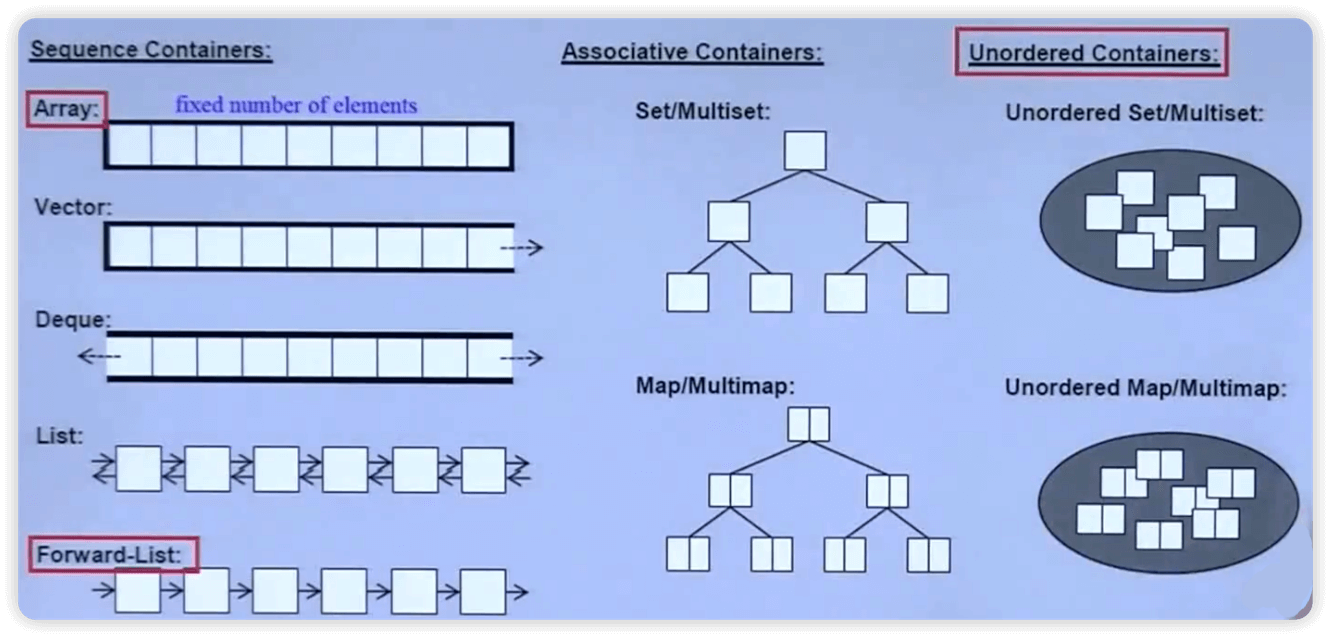 Sequence Containers:
Array:
fixed number of elements
Vector:
Deque:
List:
Forward-List:
Associative Containers:
Set/Multiset:
Map/Multimap:
Unordered Containers:
Unordered Set/Multiset:
Unordered Map/Multimap: